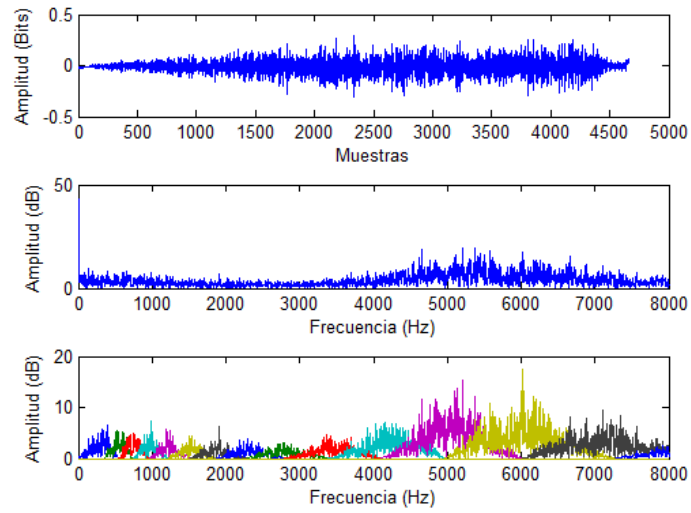 Amplitud (Bits)
0.5
0
-0.5
0 500 1000 1500 2000 2500 3000 3500 4000 4500 5000
Muestras
Amplitud (dB)
50
0
0 1000 2000 3000 4000 5000 6000 7000 8000
Frecuencia (Hz)
Amplitud (dB)
20
10
0
0 1000 2000 3000 4000 5000 6000 7000 8000
Frecuencia (Hz)